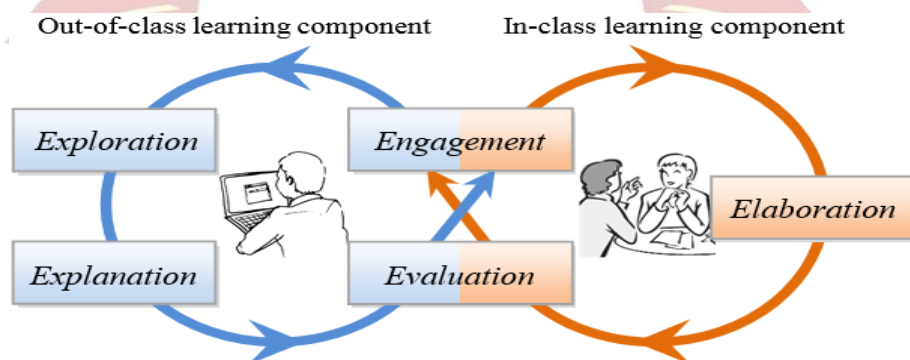 Out-of-class learning component
In-class learning component
Exploration
Engagement
Elaboration
Explanation
Evaluation